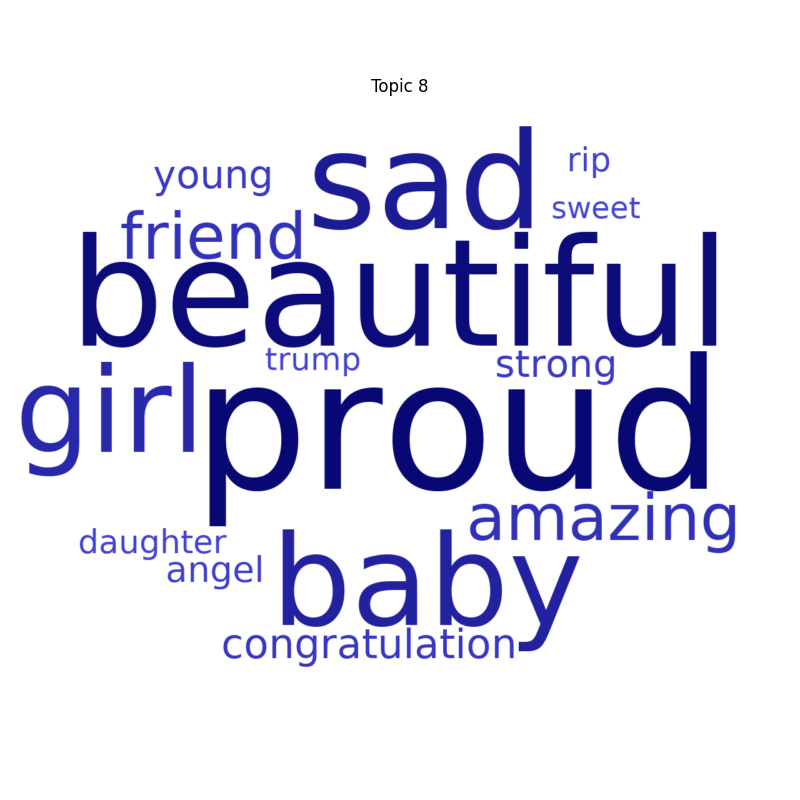 Topic 8
sad
rip
young
sweet
friend
beautiful
trump
strong
girl
proud
amazing
daughter
baby
angel
congratulation